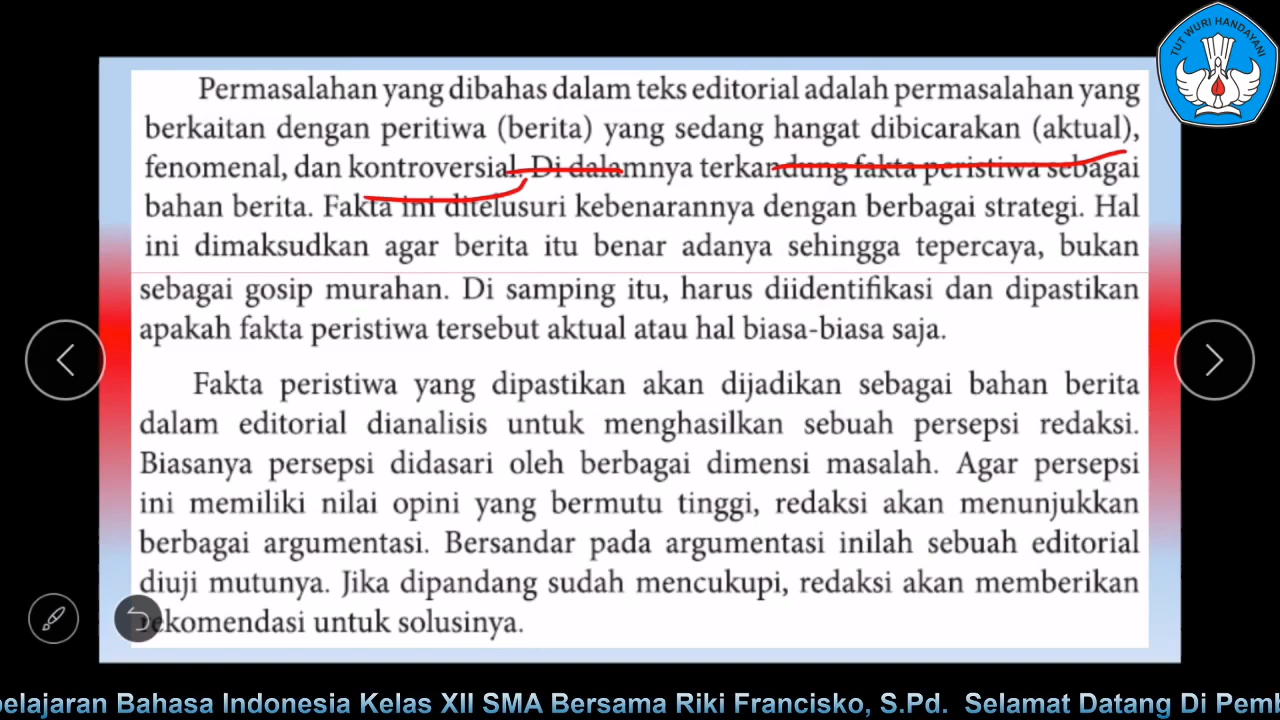 TUT WURI HANDAYANI
Permasalahan yang dibahas dalam teks editorial adalah permasalahan yang
berkaitan dengan peritiwa (berita) yang sedang hangat dibicarakan (aktual),
fenomenal, dan kontroversial. Di dalamnya terkandung fakta peristiwa sebagai
bahan berita. Fakta ini ditelusuri kebenarannya dengan berbagai strategi. Hal
ini dimaksudkan agar berita itu benar adanya sehingga tepercaya, bukan
sebagai gosip murahan. Di samping itu, harus diidentifikasi dan dipastikan
apakah fakta peristiwa tersebut aktual atau hal biasa-biasa saja.
Fakta peristiwa yang dipastikan akan dijadikan sebagai bahan berita
dalam editorial dianalisis untuk menghasilkan sebuah persepsi redaksi.
Biasanya persepsi didasari oleh berbagai dimensi masalah. Agar persepsi
ini memiliki nilai opini yang bermutu tinggi, redaksi akan menunjukkan
berbagai argumentasi. Bersandar pada argumentasi inilah sebuah editorial
diuji mutunya. Jika dipandang sudah mencukupi, redaksi akan memberikan
rekomendasi untuk solusinya.
pelajaran Bahasa Indonesia Kelas XII SMA Bersama Riki Francisko, S.Pd. Selamat Datang Di Pemb